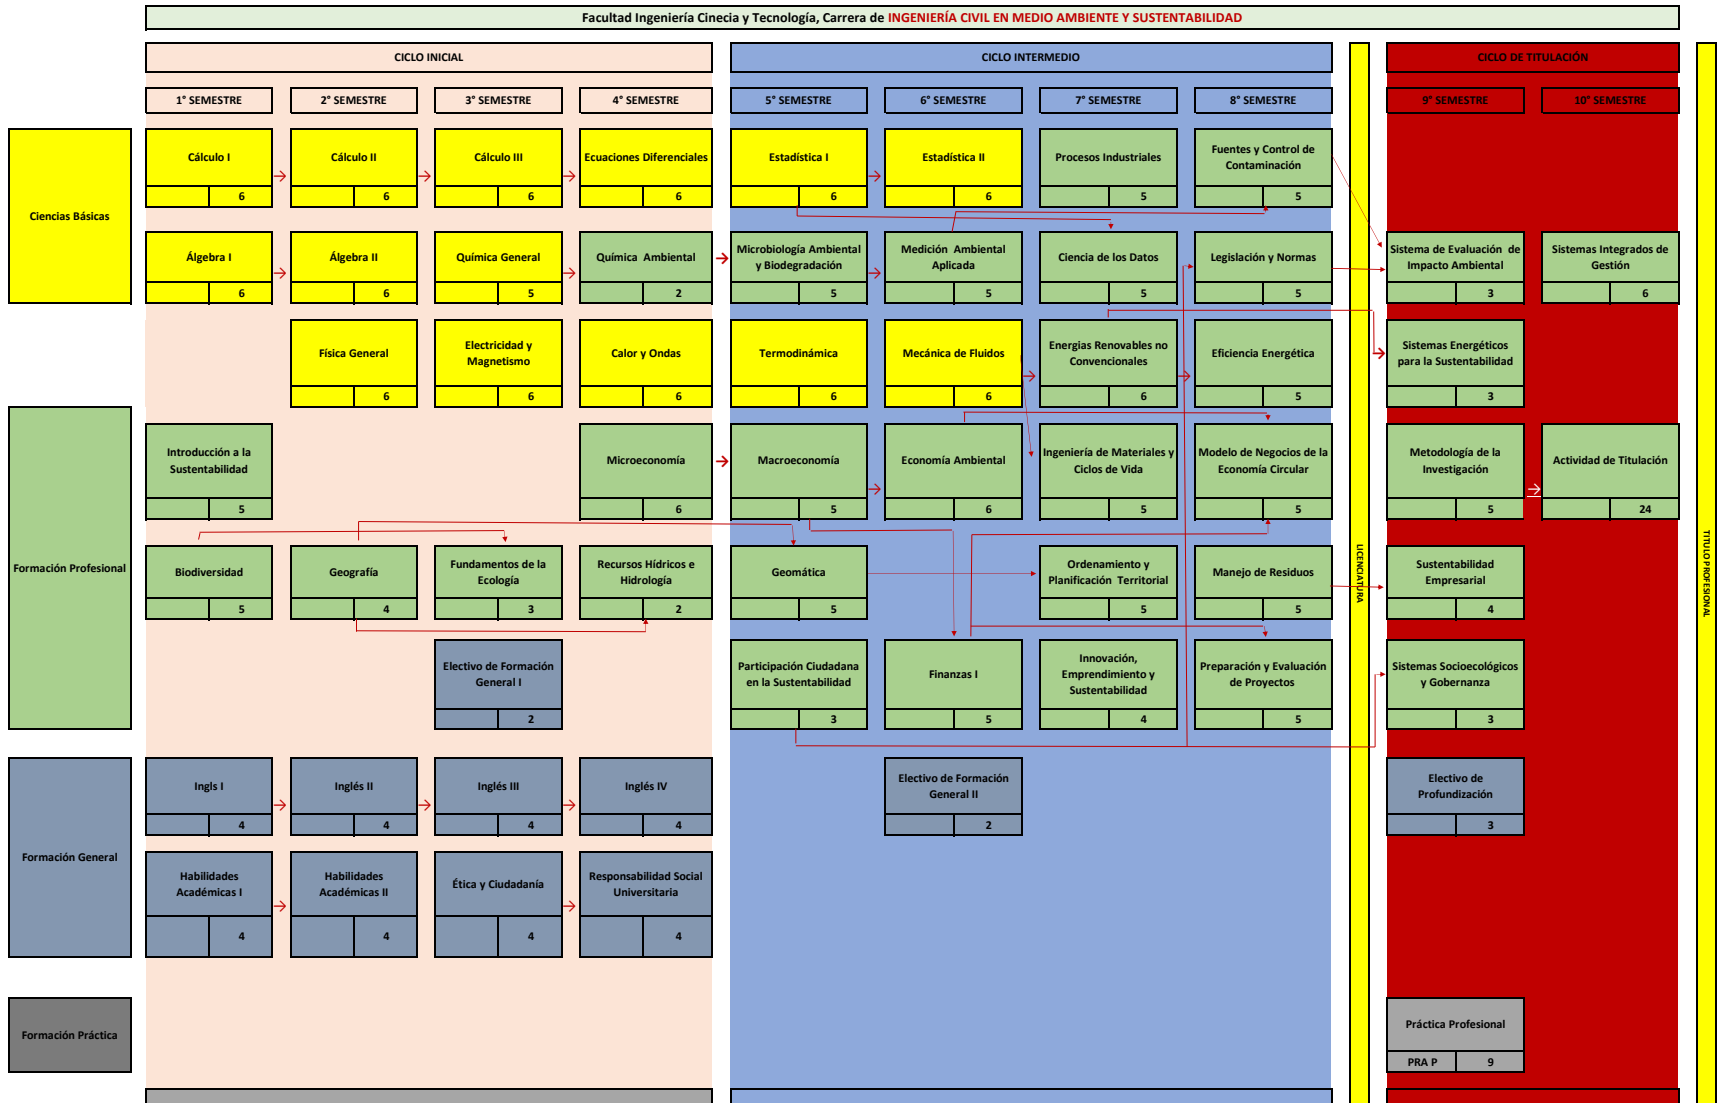 Facultad Ingeniería Cinecia y Tecnología, Carrera de INGENIERÍA CIVIL EN MEDIO AMBIENTE Y SUSTENTABILIDAD
CICLO INICIAL
CICLO INTERMEDIO
CICLO DE TITULACIÓN
1° SEMESTRE
2° SEMESTRE
3° SEMESTRE
4° SEMESTRE
5° SEMESTRE
6° SEMESTRE
7° SEMESTRE
8° SEMESTRE
9° SEMESTRE
10° SEMESTRE
Ciencias Básicas
Cálculo I
6
Cálculo II
6
Cálculo III
6
Ecuaciones Diferenciales
6
Estadística I
6
Estadística II
6
Procesos Industriales
5
Fuentes y Control de
Contaminación
5
Álgebra I
6
Álgebra II
6
Química General
5
Química Ambiental
2
Microbiología Ambiental
y Biodegradación
5
Medición Ambiental
Aplicada
5
Ciencia de los Datos
5
Legislación y Normas
5
Sistema de Evaluación de
Impacto Ambiental
3
Sistemas Integrados de
Gestión
6
Física General
6
Electricidad y
Magnetismo
6
Calor y Ondas
6
Termodinámica
6
Mecánica de Fluidos
6
Energias Renovables no
Convencionales
6
Eficiencia Energética
5
Sistemas Energéticos
para la Sustentabilidad
3
Formación Profesional
Introducción a la
Sustentabilidad
5
Microeconomía
6
Macroeconomía
5
Economía Ambiental
6
Ingeniería de Materiales y
Ciclos de Vida
5
Modelo de Negocios de la
Economía Circular
5
Metodología de la
Investigación
5
Actividad de Titulación
24
Biodiversidad
5
Geografía
4
Fundamentos de la
Ecología
3
Recursos Hídricos e
Hidrología
2
Geomática
5
Ordenamiento y
Planificación Territorial
5
Manejo de Residuos
5
Sustentabilidad
Empresarial
4
Electivo de Formación
General I
2
Participación Ciudadana
en la Sustentabilidad
3
Finanzas I
5
Innovación,
Emprendimiento y
Sustentabilidad
4
Preparación y Evaluación
de Proyectos
5
Sistemas Socioecológicos
y Gobernanza
3
LICENCIATURA
TITULO PROFESIONAL
Formación General
Ingls I
4
Inglés II
4
Inglés III
4
Inglés IV
4
Electivo de Formación
General II
2
Electivo de
Profundización
3
Habilidades
Académicas I
4
Habilidades
Académicas II
4
Ética y Ciudadanía
4
Responsabilidad Social
Universitaria
4
Formación Práctica
Práctica Profesional
PRA P
9